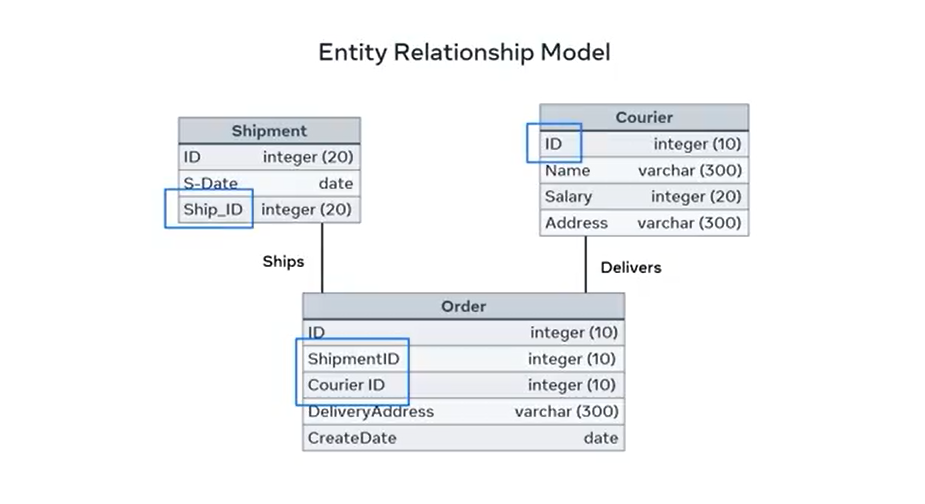 Entity Relationship Model
Shipment
ID integer (20)
S-Date date
Ship_ID integer (20)
Courier
ID integer (10)
Name varchar (300)
Salary integer (20)
Address varchar (300)
Ships
Delivers
Order
ID integer (10)
ShipmentID integer (10)
Courier ID integer (10)
DeliveryAddress varchar (300)
CreateDate date